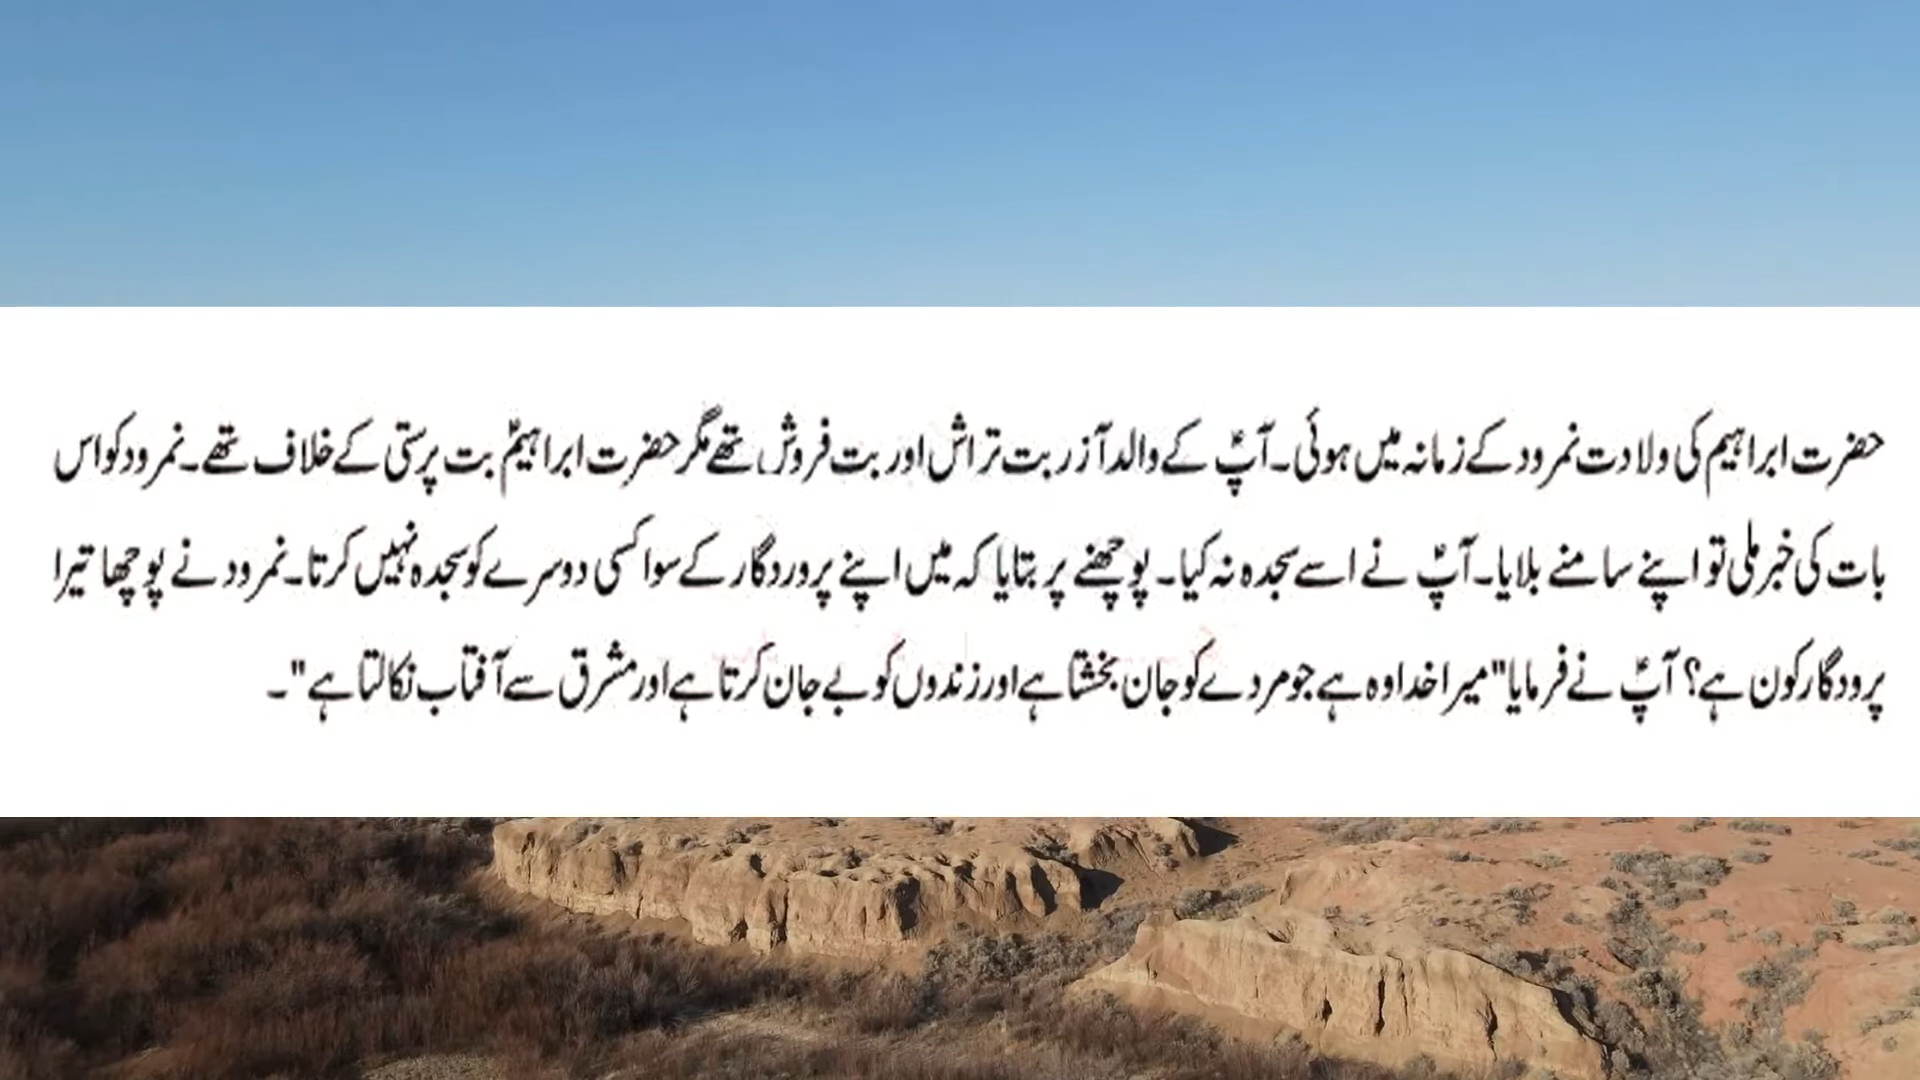 حضرت ابراہیم کی ولادت نمرود کے زمانہ میں ہوئی۔ آپؑ کے والد آزر بت تراش اور بت فروش تھے مگر حضرت ابراہیمؑ بت پرستی کے خلاف تھے۔ نمرود کو اس
بات کی خبر ملی تو اپنے سامنے بلایا۔ آپؑ نے اسے سجدہ نہ کیا۔ پوچھنے پر بتایا کہ میں اپنے پروردگار کے سوا کسی دوسرے کو سجدہ نہیں کرتا۔ نمرود نے پوچھا تیرا
پرودگار کون ہے؟ آپؑ نے فرمایا "میرا خدا وہ ہے جو مردے کو جان بخشتا ہے اور زندوں کو بے جان کرتا ہے اور مشرق سے آفتاب نکالتا ہے"۔